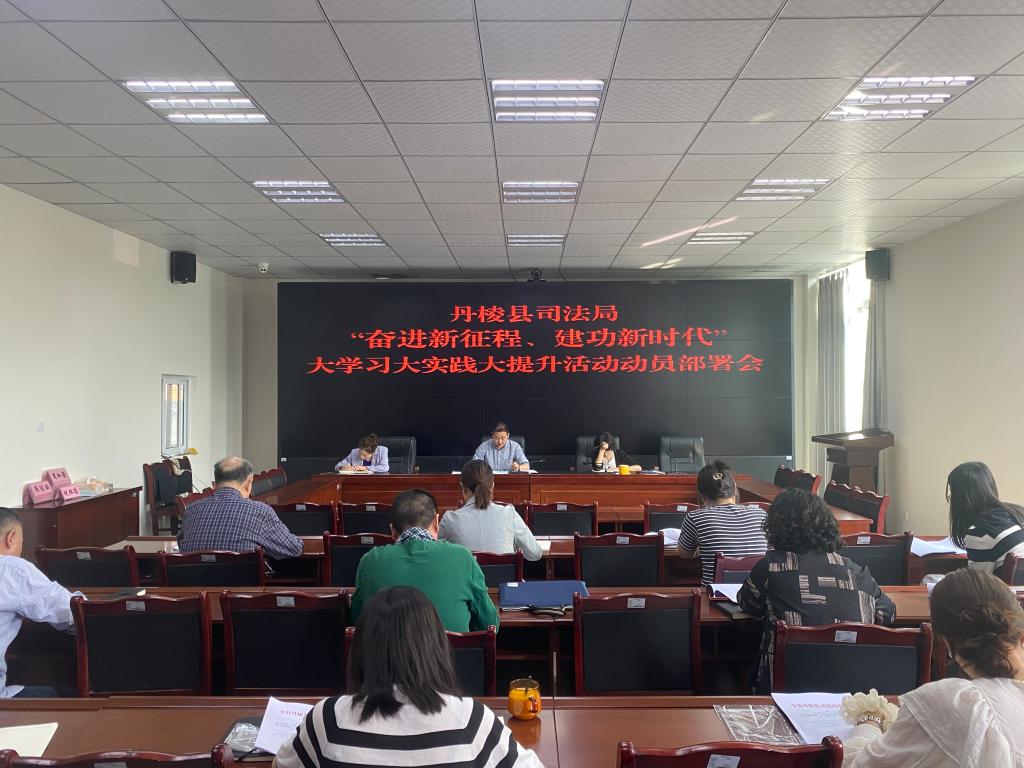 丹棱县司法局
“奋进新征程、建功新时代”
大学习大实践大提升活动动员部署会